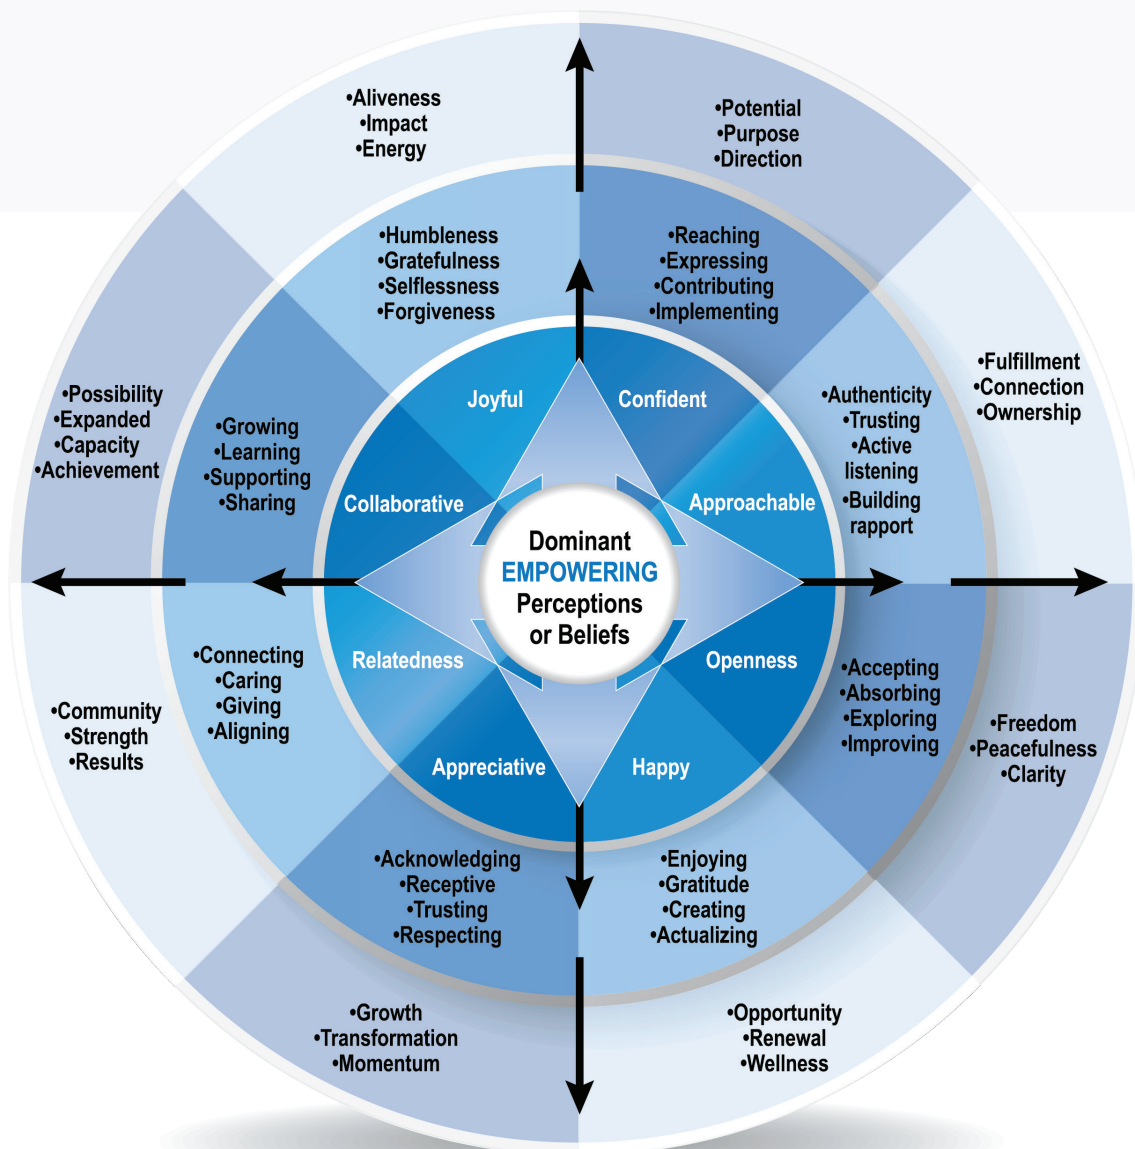 •Aliveness
•Impact
•Energy
•Potential
•Purpose
•Direction
•Humbleness
•Gratefulness
•Selflessness
•Forgiveness
•Reaching
•Expressing
•Contributing
•Implementing
•Fulfillment
•Connection
•Ownership
•Possibility
•Expanded
•Capacity
•Achievement
•Growing
•Learning
•Supporting
•Sharing
Joyful
Confident
Collaborative
Approachable
•Authenticity
•Trusting
•Active
listening
•Building
rapport
Dominant
EMPOWERING
Perceptions
or Beliefs
Relatedness
Openness
Appreciative
Happy
•Connecting
•Caring
•Giving
•Aligning
•Accepting
•Absorbing
•Exploring
•Improving
•Community
•Strength
•Results
•Freedom
•Peacefulness
•Clarity
•Acknowledging
•Receptive
•Trusting
•Respecting
•Enjoying
•Gratitude
•Creating
•Actualizing
•Growth
•Transformation
•Momentum
•Opportunity
•Renewal
•Wellness